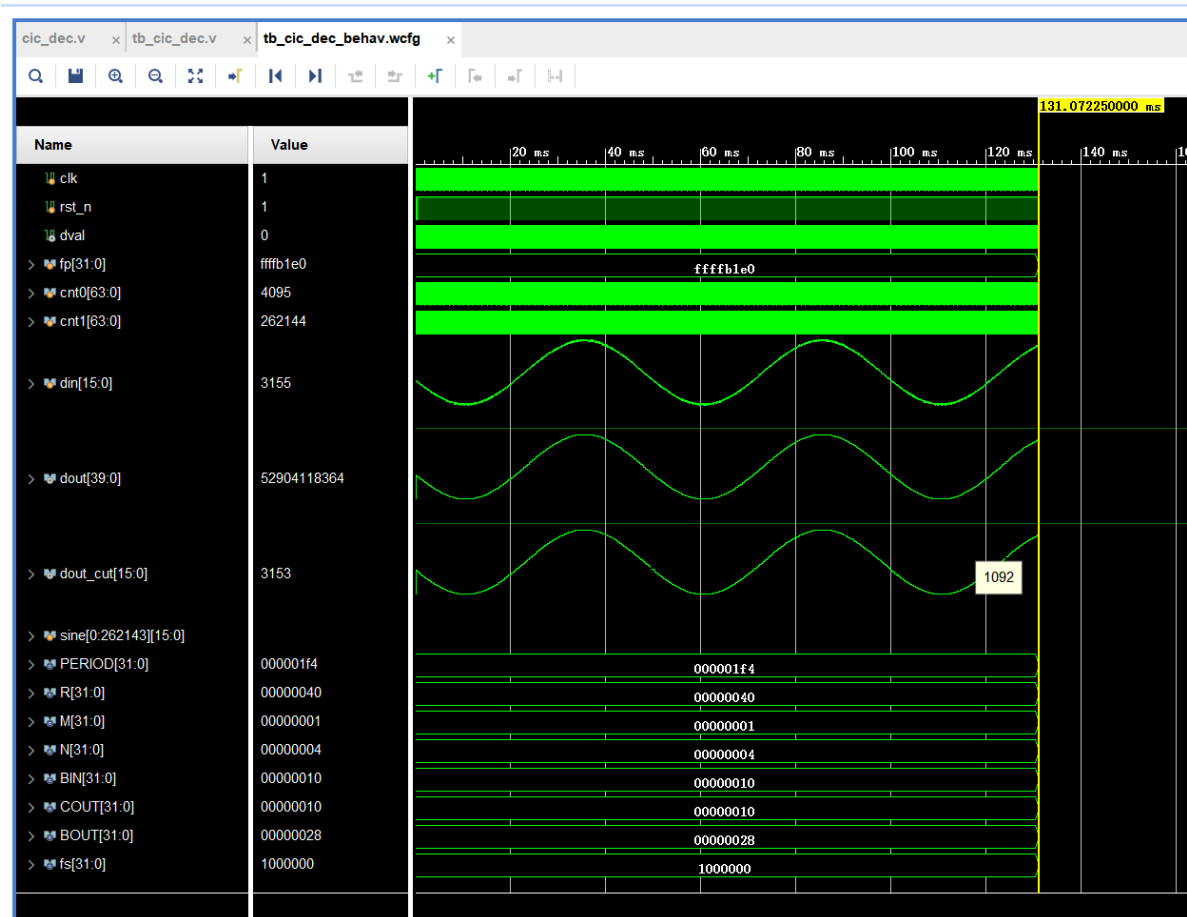 cic_dec.v × tb_cic_dec.v × tb_cic_dec_behav.wcfg ×
131.072250000 ms
Name Value
20 ms 40 ms 60 ms 80 ms 100 ms 120 ms 140 ms
clk 1
rst_n 1
dval 0
fp[31:0] ffffb1e0 ffffb1e0
cnt0[63:0] 4095
cnt1[63:0] 262144
din[15:0] 3155
dout[39:0] 52904118364
dout_cut[15:0] 3153 1092
sine[0:262143][15:0]
PERIOD[31:0] 000001f4 000001f4
R[31:0] 00000040 00000040
M[31:0] 00000001 00000001
N[31:0] 00000004 00000004
BIN[31:0] 00000010 00000010
COUT[31:0] 00000010 00000010
BOUT[31:0] 00000028 00000028
fs[31:0] 1000000 1000000